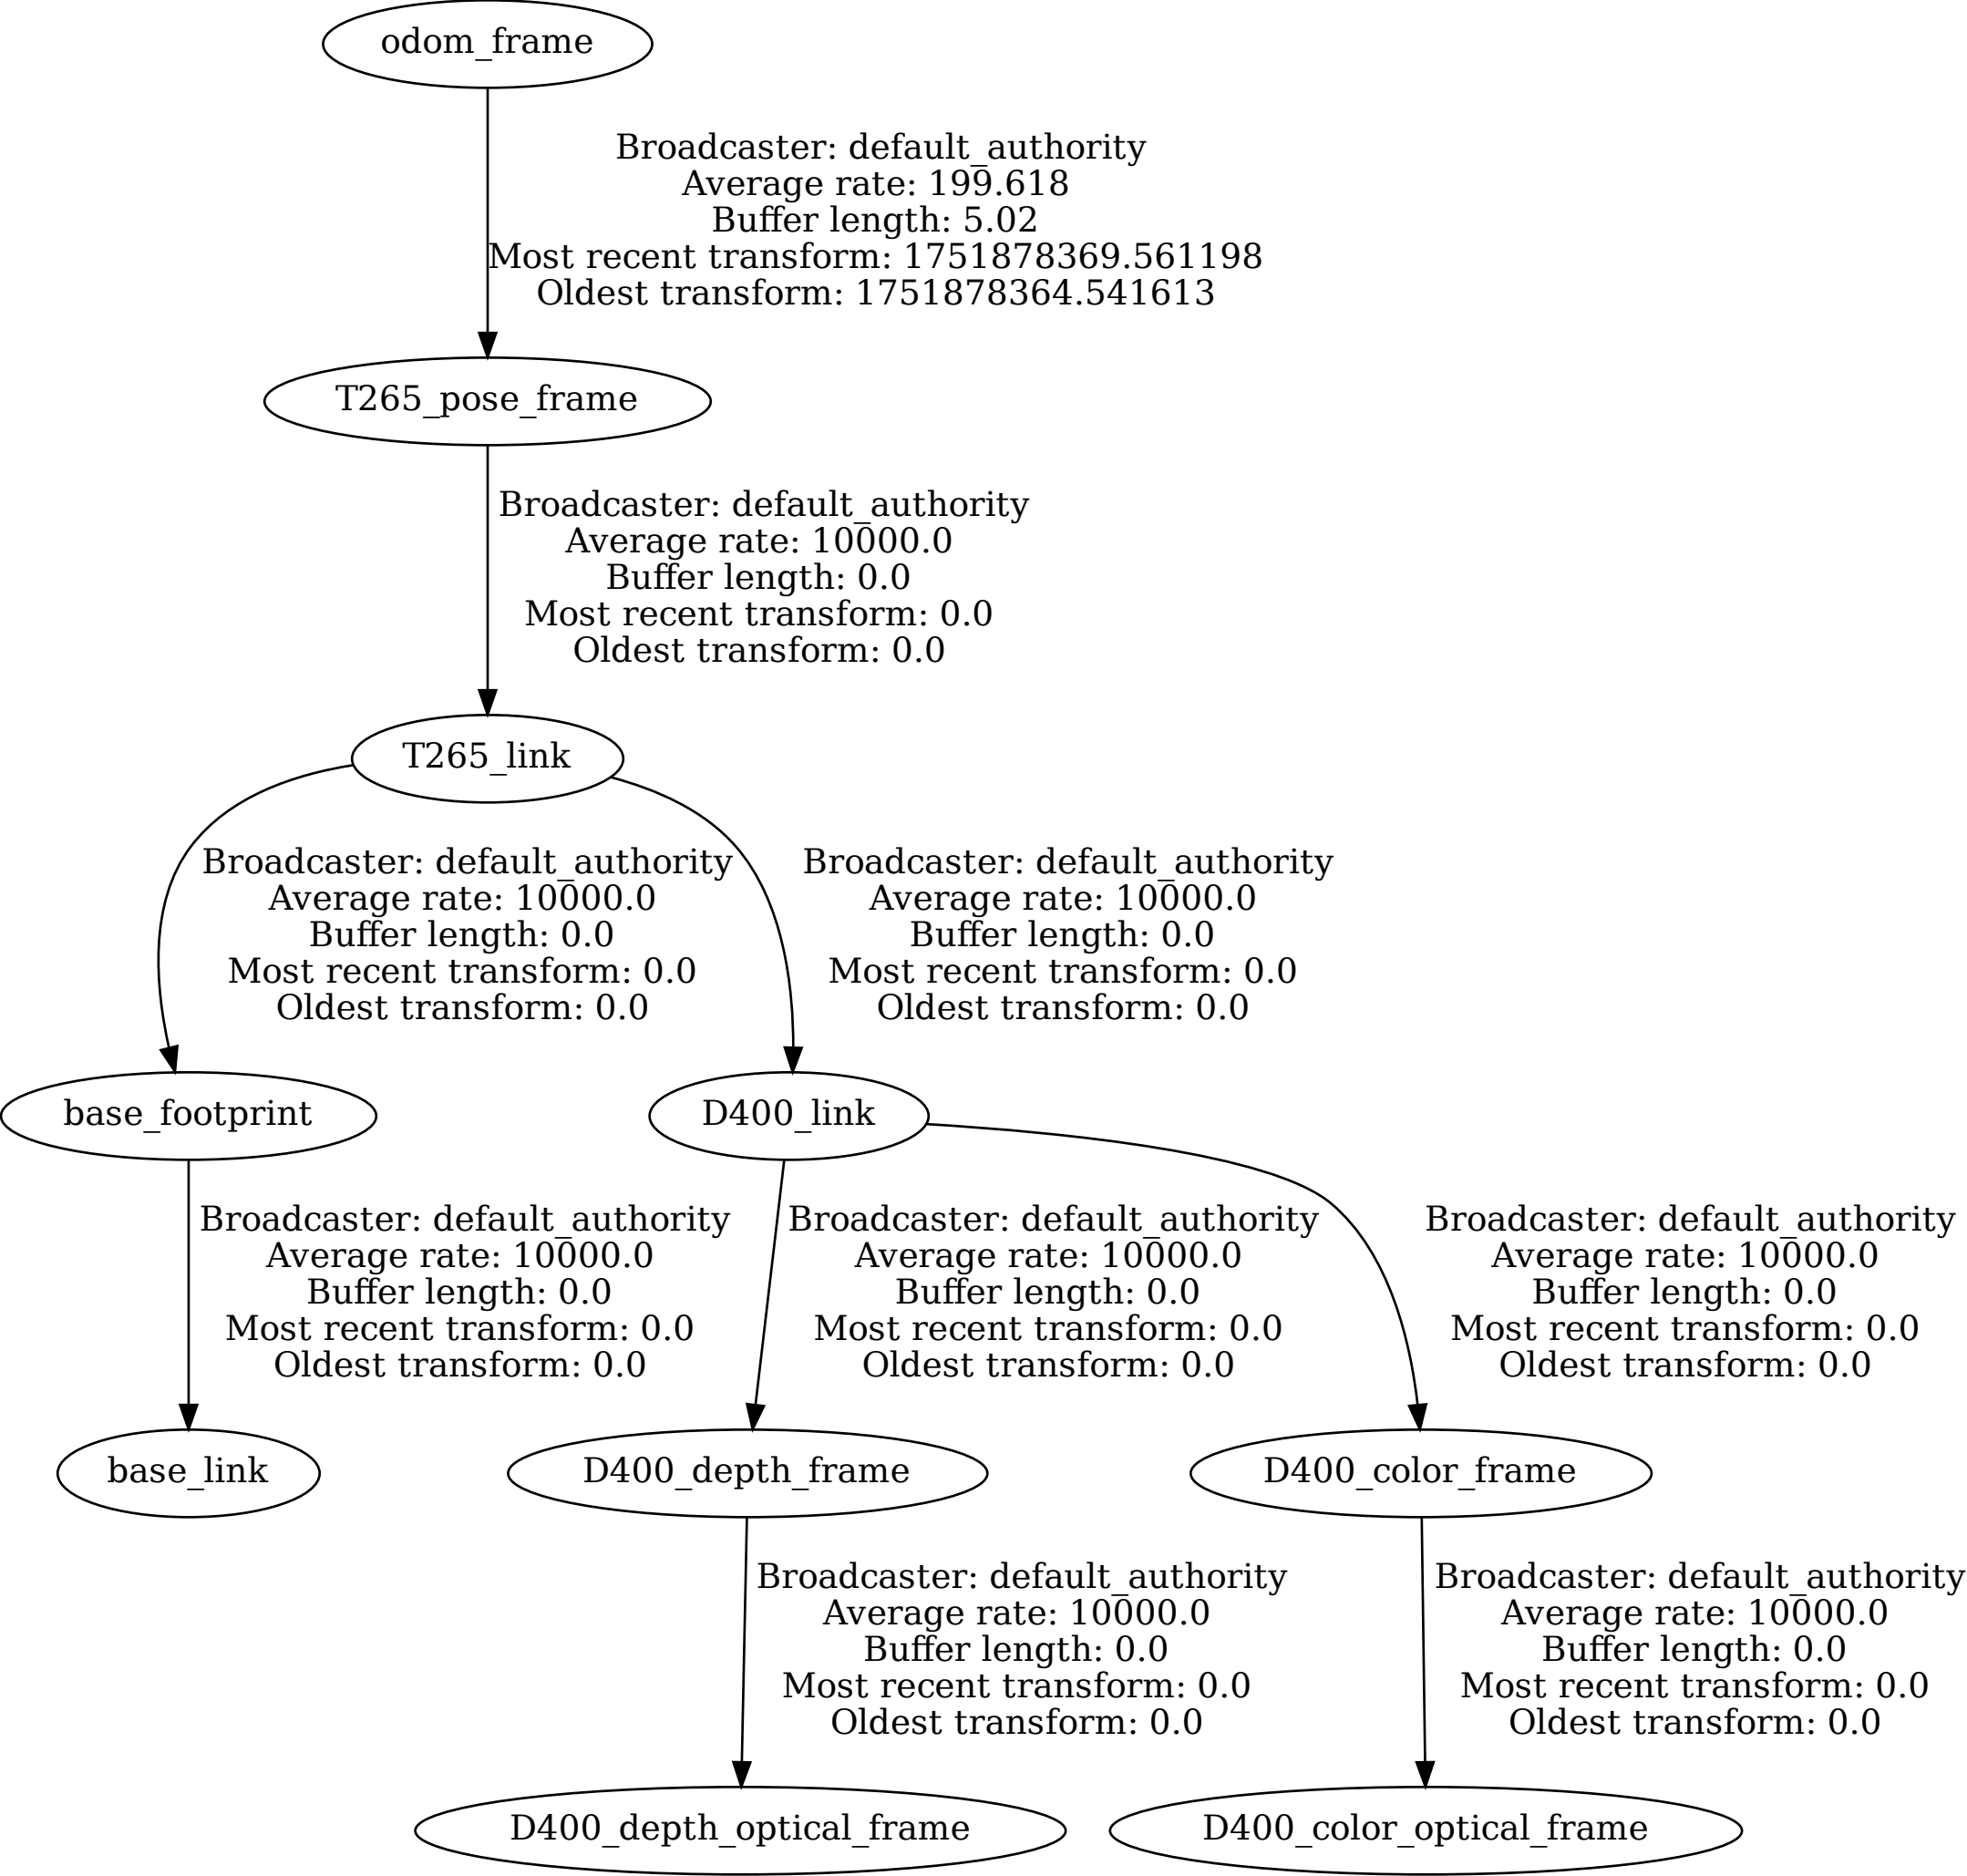 odom_frame
Broadcaster: default_authority
Average rate: 199.618
Buffer length: 5.02
Most recent transform: 1751878369.561198
Oldest transform: 1751878364.541613
T265_pose_frame
Broadcaster: default_authority
Average rate: 10000.0
Buffer length: 0.0
Most recent transform: 0.0
Oldest transform: 0.0
T265_link
Broadcaster: default_authority
Average rate: 10000.0
Buffer length: 0.0
Most recent transform: 0.0
Oldest transform: 0.0
Broadcaster: default_authority
Average rate: 10000.0
Buffer length: 0.0
Most recent transform: 0.0
Oldest transform: 0.0
base_footprint
D400_link
Broadcaster: default_authority
Average rate: 10000.0
Buffer length: 0.0
Most recent transform: 0.0
Oldest transform: 0.0
Broadcaster: default_authority
Average rate: 10000.0
Buffer length: 0.0
Most recent transform: 0.0
Oldest transform: 0.0
Broadcaster: default_authority
Average rate: 10000.0
Buffer length: 0.0
Most recent transform: 0.0
Oldest transform: 0.0
base_link
D400_depth_frame
D400_color_frame
Broadcaster: default_authority
Average rate: 10000.0
Buffer length: 0.0
Most recent transform: 0.0
Oldest transform: 0.0
Broadcaster: default_authority
Average rate: 10000.0
Buffer length: 0.0
Most recent transform: 0.0
Oldest transform: 0.0
D400_depth_optical_frame
D400_color_optical_frame